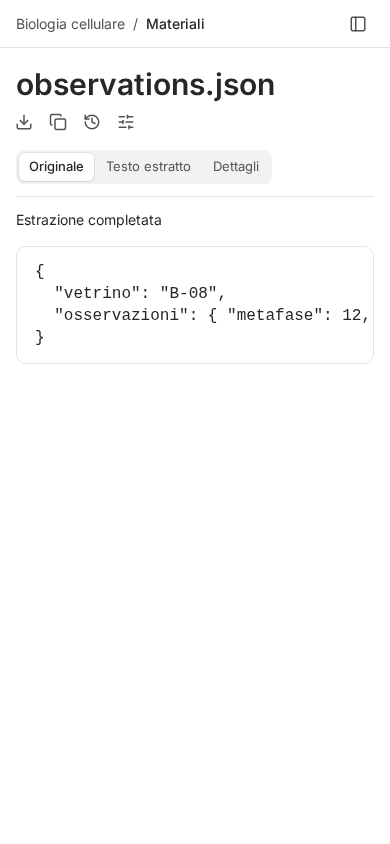 Biologia cellulare / Materiali
observations.json
Originale Testo estratto Dettagli
Estrazione completata
{
  "vetrino": "B-08",
  "osservazioni": { "metafase": 12,
}